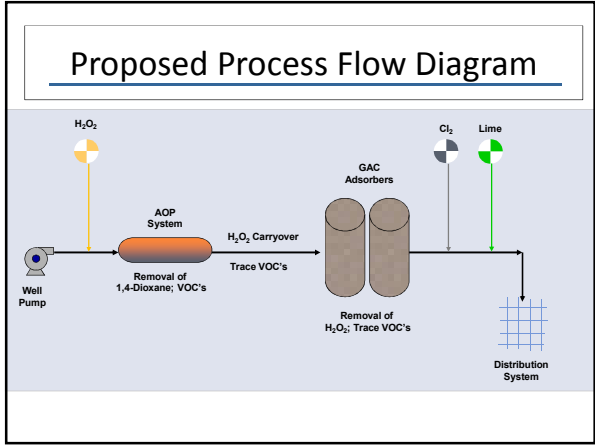 Proposed Process Flow Diagram
H₂O₂
Cl₂
Lime
GAC
Adsorbers
AOP
System
H₂O₂ Carryover
Trace VOC's
Removal of
1,4-Dioxane; VOC's
Well
Pump
Removal of
H₂O₂; Trace VOC's
Distribution
System